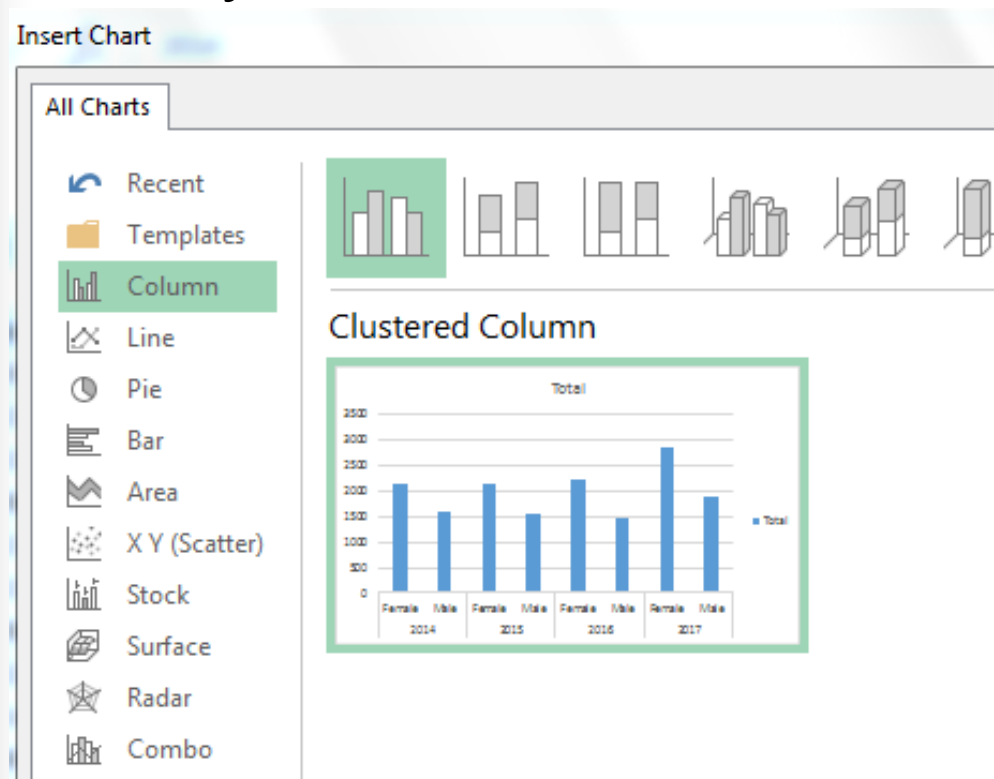 Insert Chart
All Charts
Recent
Templates
Column
Line
Pie
Bar
Area
X Y (Scatter)
Stock
Surface
Radar
Combo
Clustered Column
Total
3500
3000
2500
2000
1500
1000
500
0
Female Male Female Male Female Male Female Male
2014 2015 2016 2017
Total